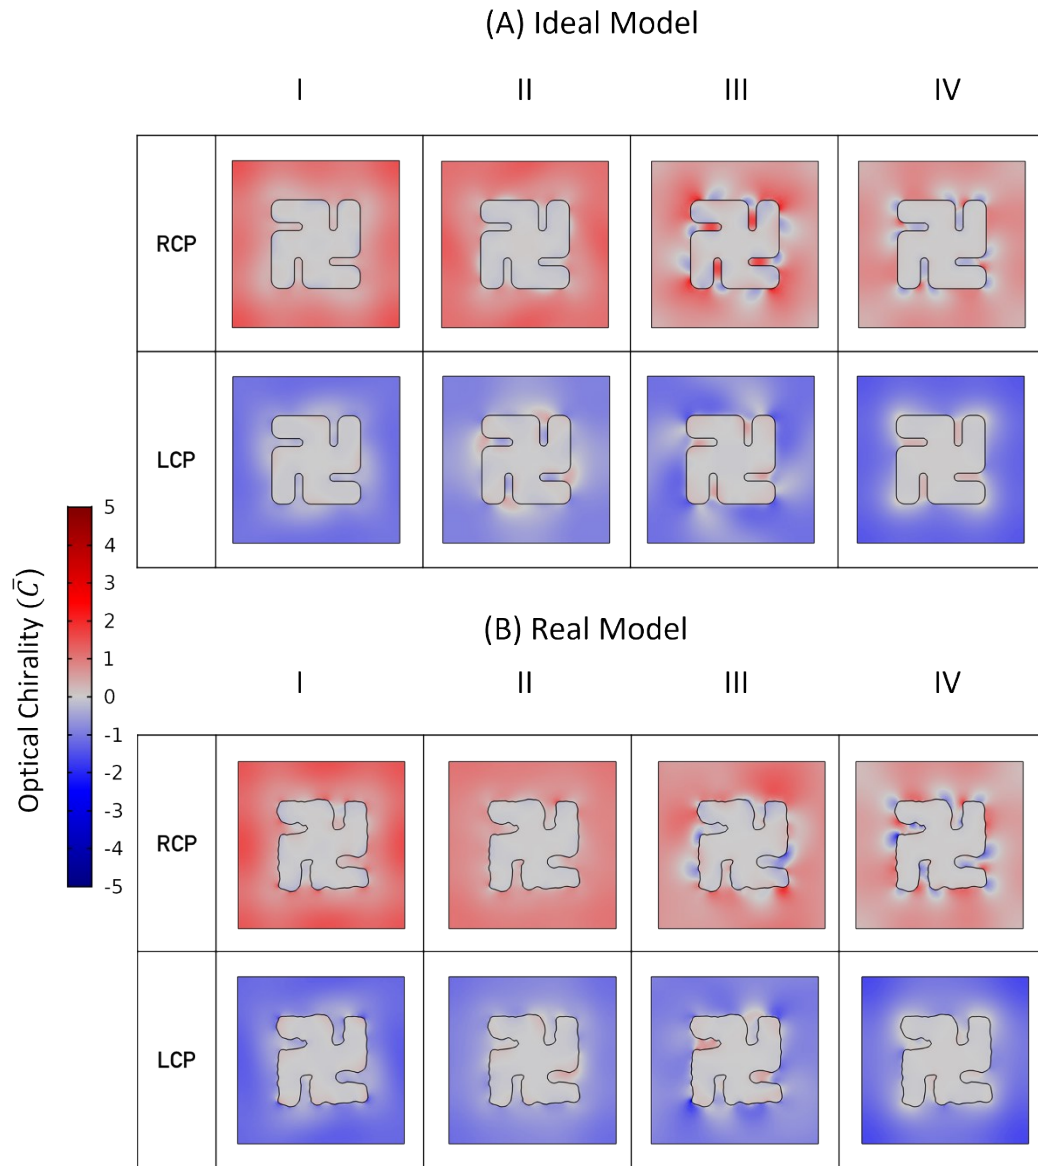 (A) Ideal Model
I II III IV
RCP
LCP
Optical Chirality (C̄)
5
4
3
2
1
0
-1
-2
-3
-4
-5
(B) Real Model
I II III IV
RCP
LCP